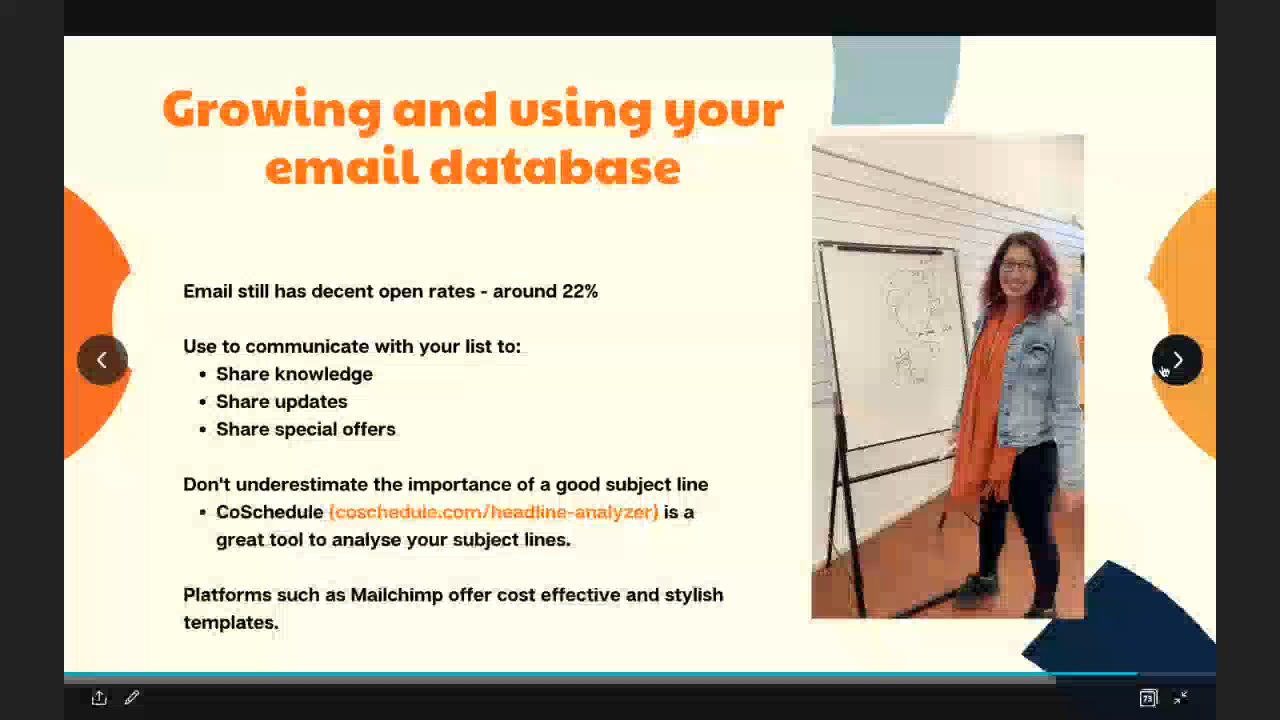 Growing and using your
email database
Email still has decent open rates - around 22%
Use to communicate with your list to:
• Share knowledge
• Share updates
• Share special offers
Don't underestimate the importance of a good subject line
• CoSchedule (coschedule.com/headline-analyzer) is a
great tool to analyse your subject lines.
Platforms such as Mailchimp offer cost effective and stylish
templates.
73